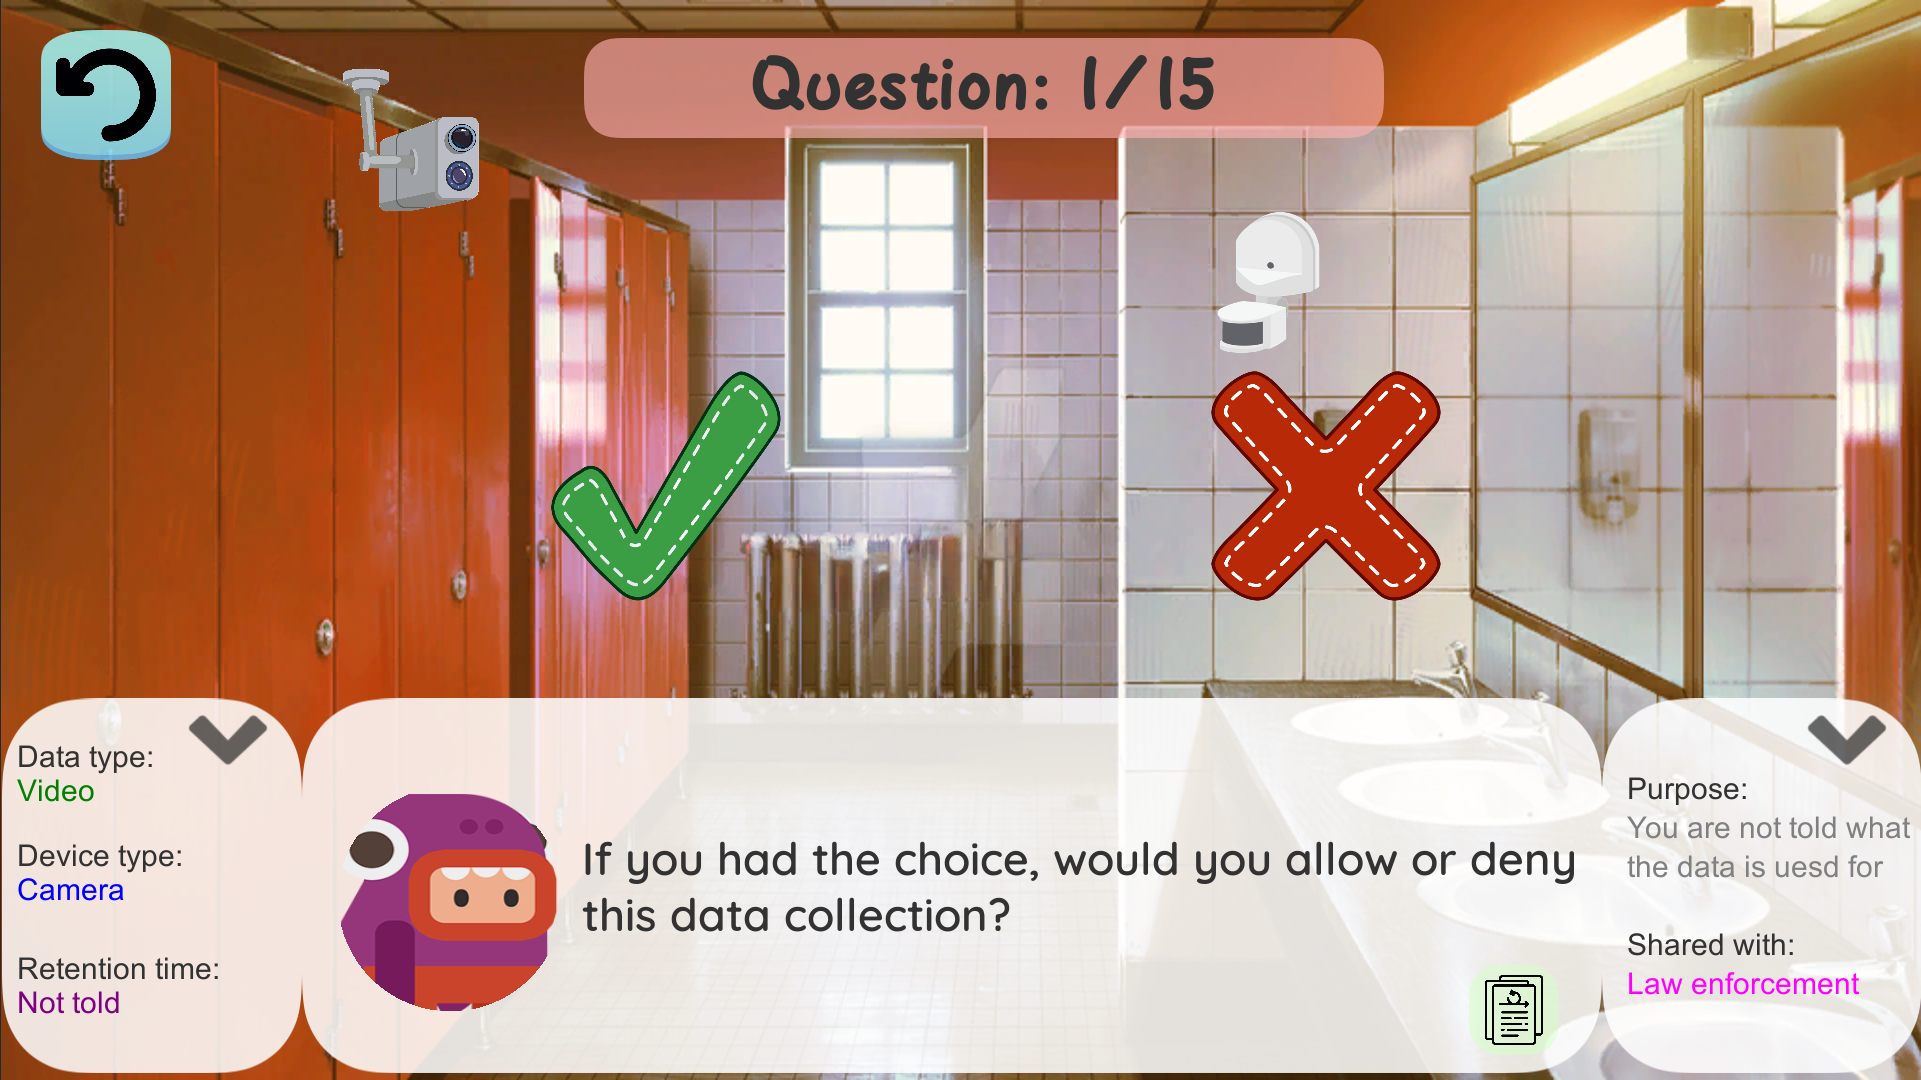 Question: 1/15
Data type:
Video
Device type:
Camera
Retention time:
Not told
If you had the choice, would you allow or deny
this data collection?
Purpose:
You are not told what
the data is uesd for
Shared with:
Law enforcement